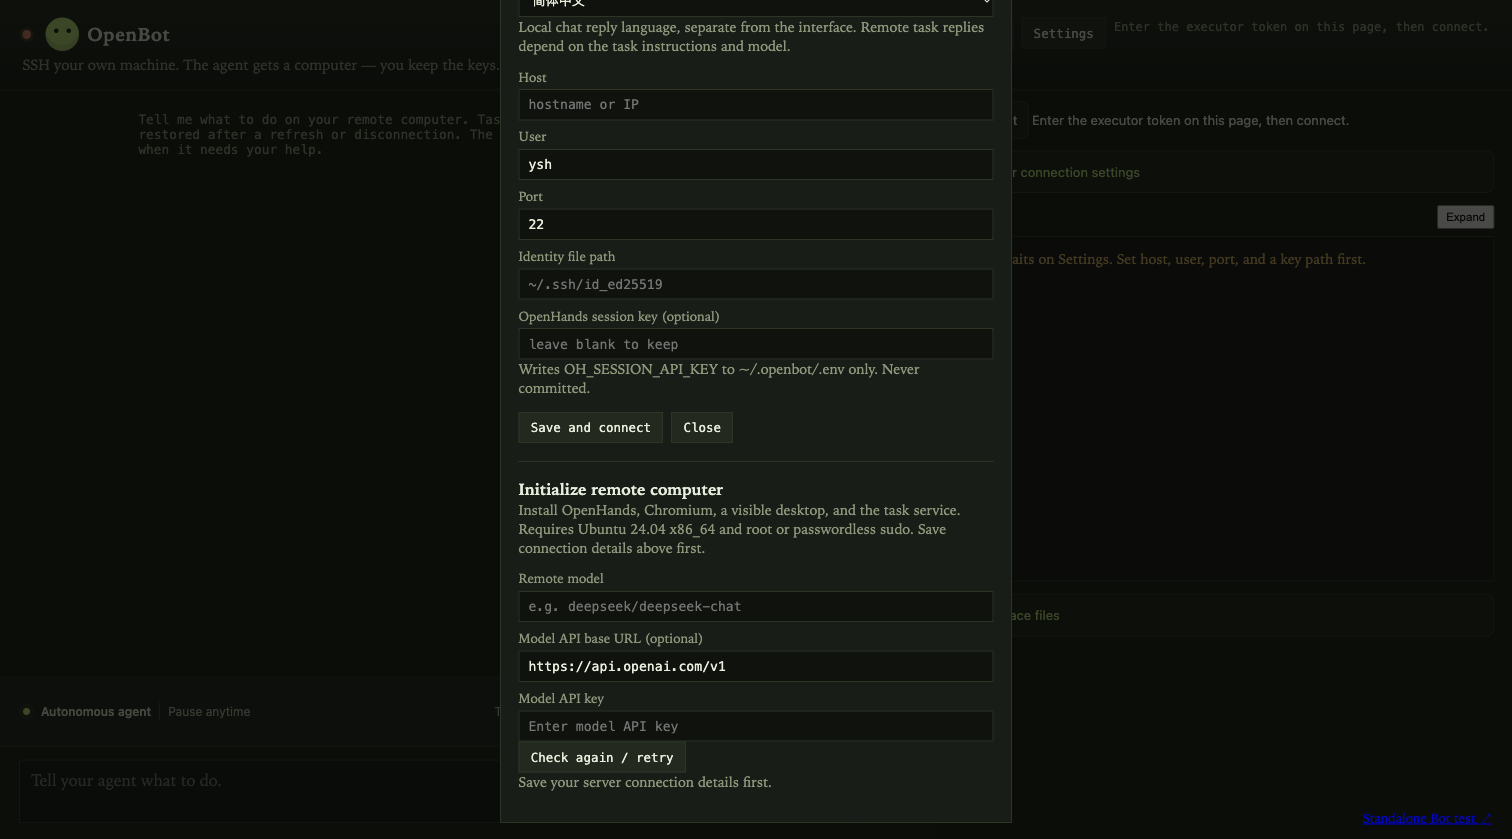 OpenBot
SSH your own machine. The agent gets a computer — you keep the keys.
Settings
Enter the executor token on this page, then connect.
Tell me what to do on your remote computer. Tas
restored after a refresh or disconnection. The
when it needs your help.
简体中文
Local chat reply language, separate from the interface. Remote task replies
depend on the task instructions and model.
Host
hostname or IP
User
ysh
Port
22
Identity file path
~/.ssh/id_ed25519
OpenHands session key (optional)
leave blank to keep
Writes OH_SESSION_API_KEY to ~/.openbot/.env only. Never
committed.
Save and connect
Close
Initialize remote computer
Install OpenHands, Chromium, a visible desktop, and the task service.
Requires Ubuntu 24.04 x86_64 and root or passwordless sudo. Save
connection details above first.
Remote model
e.g. deepseek/deepseek-chat
Model API base URL (optional)
https://api.openai.com/v1
Model API key
Enter model API key
Check again / retry
Save your server connection details first.
t Enter the executor token on this page, then connect.
r connection settings
Expand
aits on Settings. Set host, user, port, and a key path first.
ace files
Autonomous agent
Pause anytime
T
Tell your agent what to do.
Standalone Bot test ↗